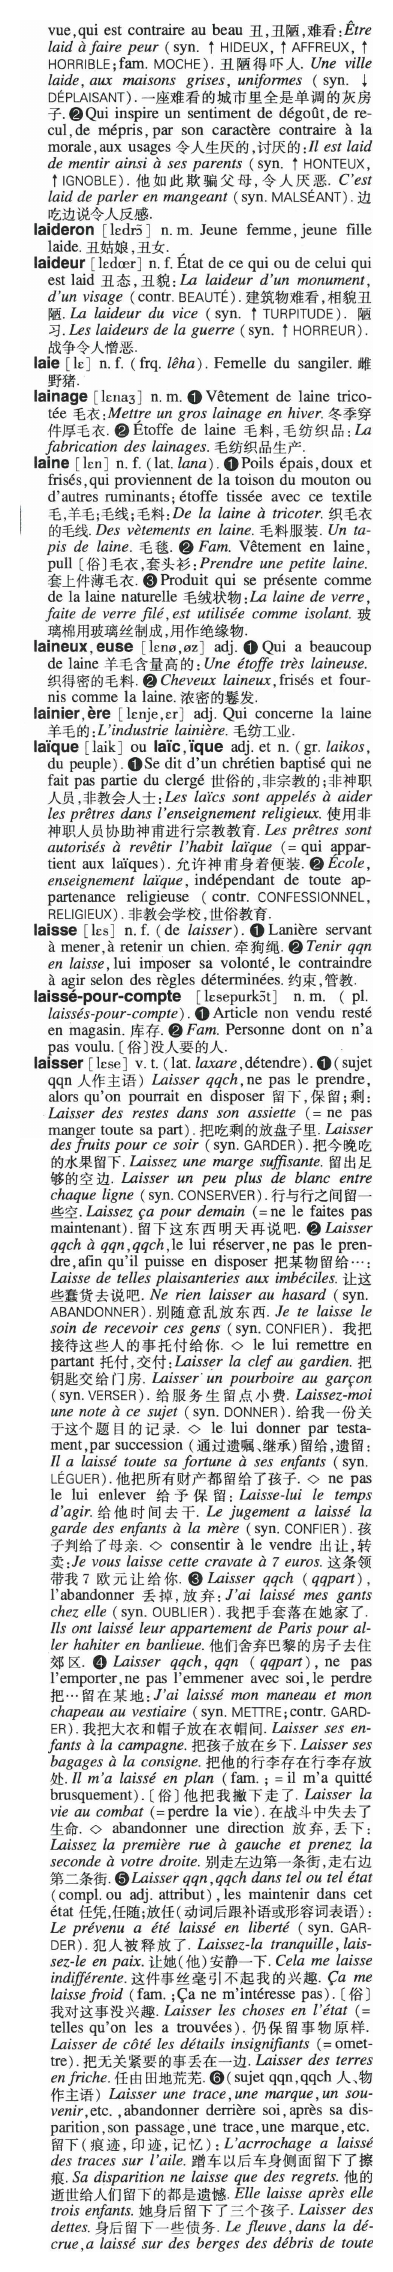 vue, qui est contraire au beau 丑,丑陋,难看:Être
laid à faire peur (syn. ↑ HIDEUX, ↑ AFFREUX, ↑
HORRIBLE; fam. MOCHE). 丑陋得吓人. Une ville
laide, aux maisons grises, uniformes (syn. ↓
DÉPLAISANT). 一座难看的城市里全是单调的灰房
子. ❷ Qui inspire un sentiment de dégoût, de re-
cul, de mépris, par son caractère contraire à la
morale, aux usages 令人生厌的,讨厌的:Il est laid
de mentir ainsi à ses parents (syn. ↑ HONTEUX,
↑ IGNOBLE). 他如此欺骗父母,令人厌恶. C'est
laid de parler en mangeant (syn. MALSÉANT). 边
吃边说令人反感.
laideron [ledrɔ̃] n. m. Jeune femme, jeune fille
laide. 丑姑娘,丑女.
laideur [lɛdœr] n. f. État de ce qui ou de celui qui
est laid 丑态,丑貌:La laideur d'un monument,
d'un visage (contr. BEAUTÉ). 建筑物难看,相貌丑
陋. La laideur du vice (syn. ↑ TURPITUDE). 陋
习. Les laideurs de la guerre (syn. ↑ HORREUR).
战争令人憎恶.
laie [lɛ] n. f. (frq. lêha). Femelle du sangiler. 雌
野猪.
lainage [lɛnaʒ] n. m. ❶ Vêtement de laine trico-
tée 毛衣:Mettre un gros lainage en hiver. 冬季穿
件厚毛衣. ❷ Étoffe de laine 毛料,毛纺织品:La
fabrication des lainages. 毛纺织品生产.
laine [lɛn] n. f. (lat. lana). ❶ Poils épais, doux et
frisés, qui proviennent de la toison du mouton ou
d'autres ruminants; étoffe tissée avec ce textile
毛,羊毛;毛线;毛料:De la laine à tricoter. 织毛衣
的毛线. Des vètements en laine. 毛料服装. Un ta-
pis de laine. 毛毯. ❷ Fam. Vêtement en laine,
pull [俗]毛衣,套头衫:Prendre une petite laine.
套上件薄毛衣. ❸ Produit qui se présente comme
de la laine naturelle 毛绒状物:La laine de verre,
faite de verre filé, est utilisée comme isolant. 玻
璃棉用玻璃丝制成,用作绝缘物.
laineux, euse [lɛnø,øz] adj. ❶ Qui a beaucoup
de laine 羊毛含量高的:Une étoffe très laineuse.
织得密的毛料. ❷ Cheveux laineux, frisés et four-
nis comme la laine. 浓密的鬈发.
lainier, ère [lɛnje,ɛr] adj. Qui concerne la laine
羊毛的:L'industrie lainière. 毛纺工业.
laïque [laik] ou laïc, ïque adj. et n. (gr. laikos,
du peuple). ❶ Se dit d'un chrétien baptisé qui ne
fait pas partie du clergé 世俗的,非宗教的;非神职
人员,非教会人士:Les laïcs sont appelés à aider
les prêtres dans l'enseignement religieux. 使用非
神职人员协助神甫进行宗教教育. Les prêtres sont
autorisés à revêtir l'habit laïque (= qui appar-
tient aux laïques). 允许神甫身着便装. ❷ École,
enseignement laïque, indépendant de toute ap-
partenance religieuse (contr. CONFESSIONNEL,
RELIGIEUX). 非教会学校,世俗教育.
laisse [lɛs] n. f. (de laisser). ❶ Lanière servant
à mener, à retenir un chien. 牵狗绳. ❷ Tenir qqn
en laisse, lui imposer sa volonté, le contraindre
à agir selon des règles déterminées. 约束,管教.
laissé-pour-compte [lɛsepurkɔ̃t] n. m. (pl.
laissés-pour-compte). ❶ Article non vendu resté
en magasin. 库存. ❷ Fam. Personne dont on n'a
pas voulu. [俗]没人要的人.
laisser [lɛse] v. t. (lat. laxare, détendre). ❶ (sujet
qqn 人作主语) Laisser qqch, ne pas le prendre,
alors qu'on pourrait en disposer 留下,保留;剩:
Laisser des restes dans son assiette (= ne pas
manger toute sa part). 把吃剩的放盘子里. Laisser
des fruits pour ce soir (syn. GARDER). 把今晚吃
的水果留下. Laissez une marge suffisante. 留出足
够的空边. Laisser un peu plus de blanc entre
chaque ligne (syn. CONSERVER). 行与行之间留一
些空. Laissez ça pour demain (= ne le faites pas
maintenant). 留下这东西明天再说吧. ❷ Laisser
qqch à qqn, qqch, le lui réserver, ne pas le pren-
dre, afin qu'il puisse en disposer 把某物留给…:
Laisse de telles plaisanteries aux imbéciles. 让这
些蠢货去说吧. Ne rien laisser au hasard (syn.
ABANDONNER). 别随意乱放东西. Je te laisse le
soin de recevoir ces gens (syn. CONFIER). 我把
接待这些人的事托付给你. ◇ le lui remettre en
partant 托付,交付:Laisser la clef au gardien. 把
钥匙交给门房. Laisser un pourboire au garçon
(syn. VERSER). 给服务生留点小费. Laissez-moi
une note à ce sujet (syn. DONNER). 给我一份关
于这个题目的记录. ◇ le lui donner par testa-
ment, par succession (通过遗嘱、继承)留给,遗留:
Il a laissé toute sa fortune à ses enfants (syn.
LÉGUER). 他把所有财产都留给了孩子. ◇ ne pas
le lui enlever 给予保留:Laisse-lui le temps
d'agir. 给他时间去干. Le jugement a laissé la
garde des enfants à la mère (syn. CONFIER). 孩
子判给了母亲. ◇ consentir à le vendre 出让,转
卖:Je vous laisse cette cravate à 7 euros. 这条领
带我7欧元让给你. ❸ Laisser qqch (qqpart),
l'abandonner 丢掉,放弃:J'ai laissé mes gants
chez elle (syn. OUBLIER). 我把手套落在她家了.
Ils ont laissé leur appartement de Paris pour al-
ler hahiter en banlieue. 他们舍弃巴黎的房子去住
郊区. ❹ Laisser qqch, qqn (qqpart), ne pas
l'emporter, ne pas l'emmener avec soi, le perdre
把…留在某地:J'ai laissé mon maneau et mon
chapeau au vestiaire (syn. METTRE; contr. GARD-
ER). 我把大衣和帽子放在衣帽间. Laisser ses en-
fants à la campagne. 把孩子放在乡下. Laisser ses
bagages à la consigne. 把他的行李存在行李存放
处. Il m'a laissé en plan (fam.; = il m'a quitté
brusquement). [俗]他把我撇下走了. Laisser la
vie au combat (= perdre la vie). 在战斗中失去了
生命. ◇ abandonner une direction 放弃,丢下:
Laissez la première rue à gauche et prenez la
seconde à votre droite. 别走左边第一条街,走右边
第二条街. ❺ Laisser qqn, qqch dans tel ou tel état
(compl. ou adj. attribut), les maintenir dans cet
état 任凭,任随;放任(动词后跟补语或形容词表语):
Le prévenu a été laissé en liberté (syn. GAR-
DER). 犯人被释放了. Laissez-la tranquille, lais-
sez-le en paix. 让她(他)安静一下. Cela me laisse
indifférente. 这件事丝毫引不起我的兴趣. Ça me
laisse froid (fam.; Ça ne m'intéresse pas). [俗]
我对这事没兴趣. Laisser les choses en l'état (=
telles qu'on les a trouvées). 仍保留事物原样.
Laisser de côté les détails insignifiants (= omet-
tre). 把无关紧要的事丢在一边. Laisser des terres
en friche. 任由田地荒芜. ❻ (sujet qqn, qqch 人、物
作主语) Laisser une trace, une marque, un sou-
venir, etc., abandonner derrière soi, après sa dis-
parition, son passage, une trace, une marque, etc.
留下(痕迹,印迹,记忆):L'acrrochage a laissé
des traces sur l'aile. 蹭车以后车身侧面留下了擦
痕. Sa disparition ne laisse que des regrets. 他的
逝世给人们留下的都是遗憾. Elle laisse après elle
trois enfants. 她身后留下了三个孩子. Laisser des
dettes. 身后留下一些债务. Le fleuve, dans la dé-
crue, a laissé sur des berges des débris de toute